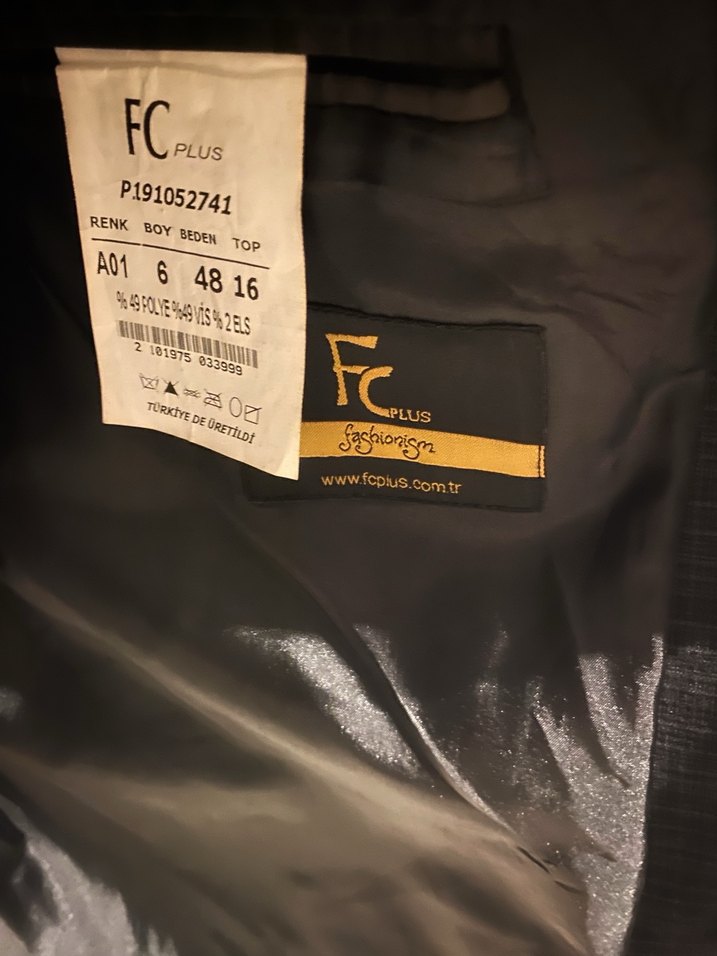 FC PLUS
P.191052741
RENK BOY BEDEN TOP
A01 6 48 16
% 49 POLYE %49 VİS % 2 ELS
2 101975 033999
TÜRKİYE DE ÜRETİLDİ
FC PLUS
fashionism
www.fcplus.com.tr